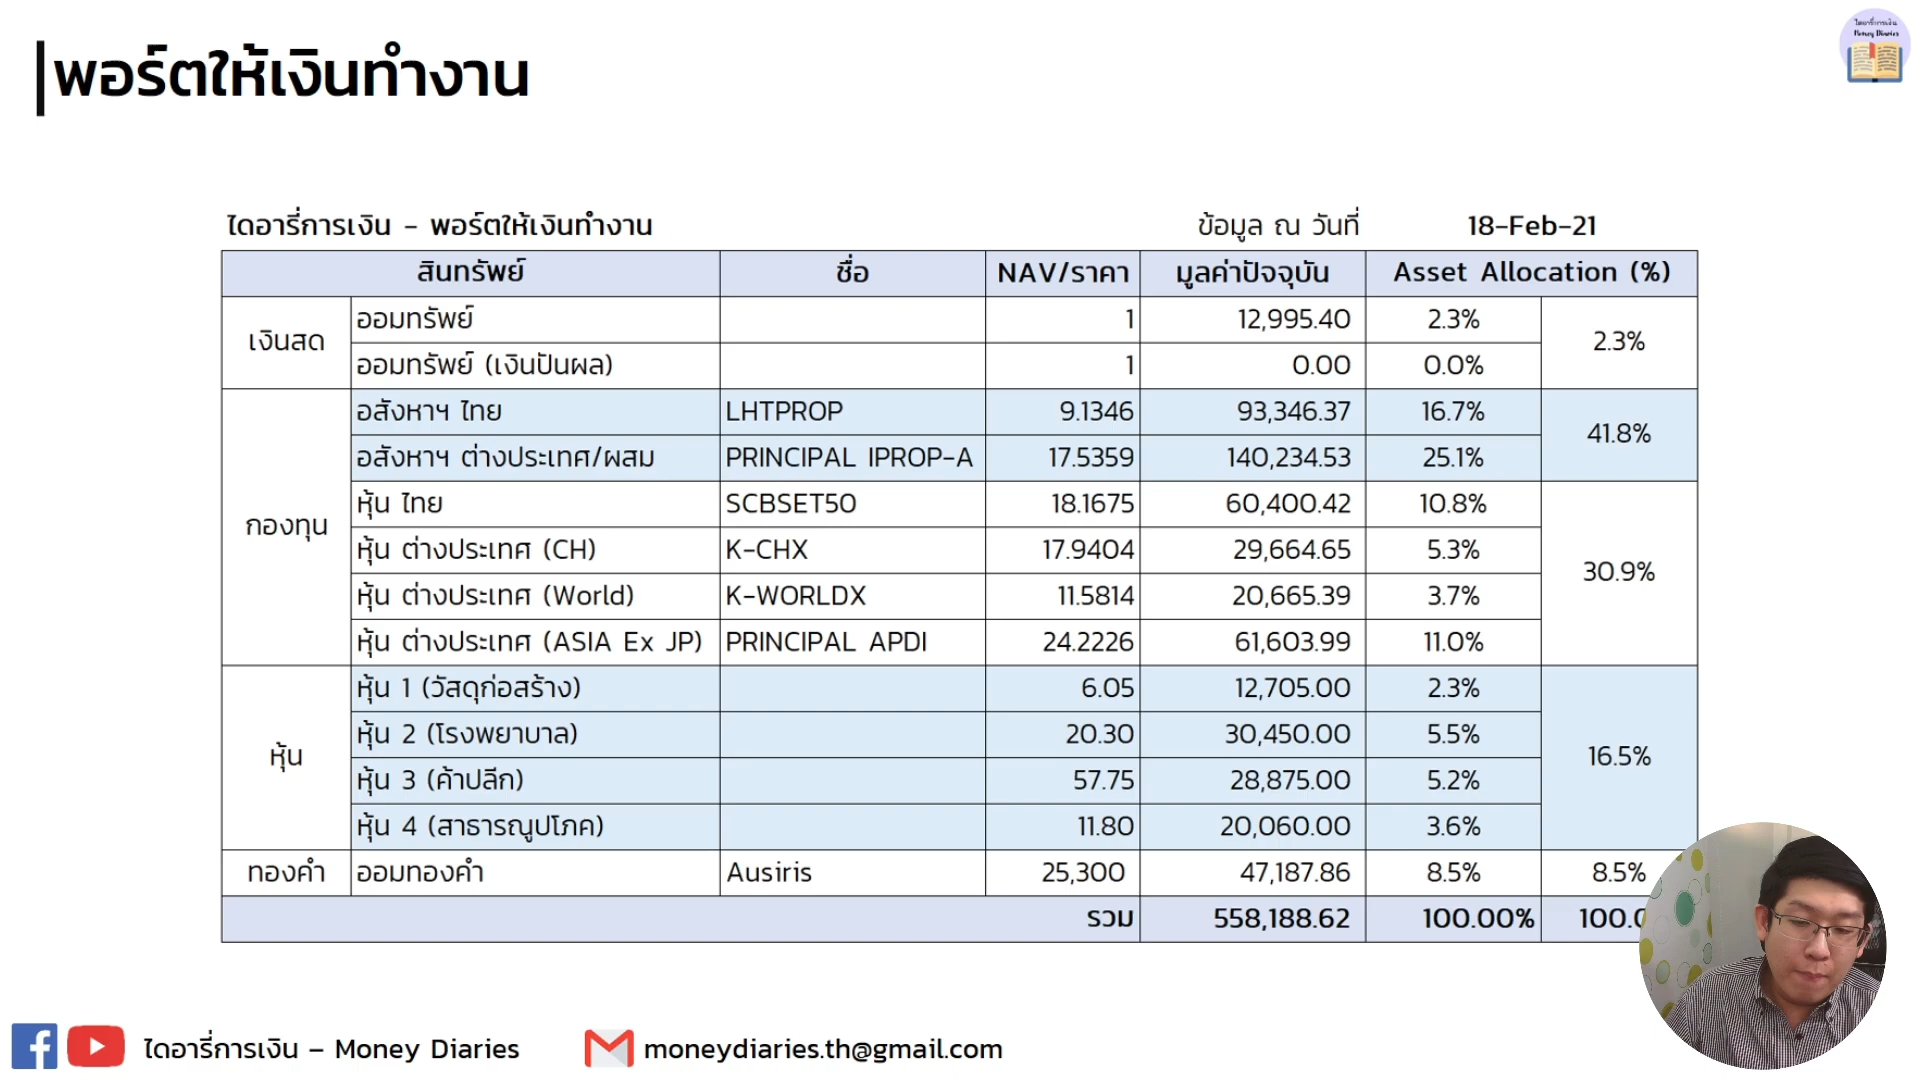 ไดอารี่การเงิน
Money Diaries
พอร์ตให้เงินทำงาน
ไดอารี่การเงิน - พอร์ตให้เงินทำงาน ข้อมูล ณ วันที่ 18-Feb-21
สินทรัพย์ ชื่อ NAV/ราคา มูลค่าปัจจุบัน Asset Allocation (%)
เงินสด ออมทรัพย์ 1 12,995.40 2.3% 2.3%
ออมทรัพย์ (เงินปันผล) 1 0.00 0.0%
กองทุน อสังหาฯ ไทย LHTPROP 9.1346 93,346.37 16.7% 41.8%
อสังหาฯ ต่างประเทศ/ผสม PRINCIPAL IPROP-A 17.5359 140,234.53 25.1%
หุ้น ไทย SCBSET50 18.1675 60,400.42 10.8% 30.9%
หุ้น ต่างประเทศ (CH) K-CHX 17.9404 29,664.65 5.3%
หุ้น ต่างประเทศ (World) K-WORLDX 11.5814 20,665.39 3.7%
หุ้น ต่างประเทศ (ASIA Ex JP) PRINCIPAL APDI 24.2226 61,603.99 11.0%
หุ้น หุ้น 1 (วัสดุก่อสร้าง) 6.05 12,705.00 2.3% 16.5%
หุ้น 2 (โรงพยาบาล) 20.30 30,450.00 5.5%
หุ้น 3 (ค้าปลีก) 57.75 28,875.00 5.2%
หุ้น 4 (สาธารณูปโภค) 11.80 20,060.00 3.6%
ทองคำ ออมทองคำ Ausiris 25,300 47,187.86 8.5% 8.5%
รวม 558,188.62 100.00%
ไดอารี่การเงิน – Money Diaries moneydiaries.th@gmail.com